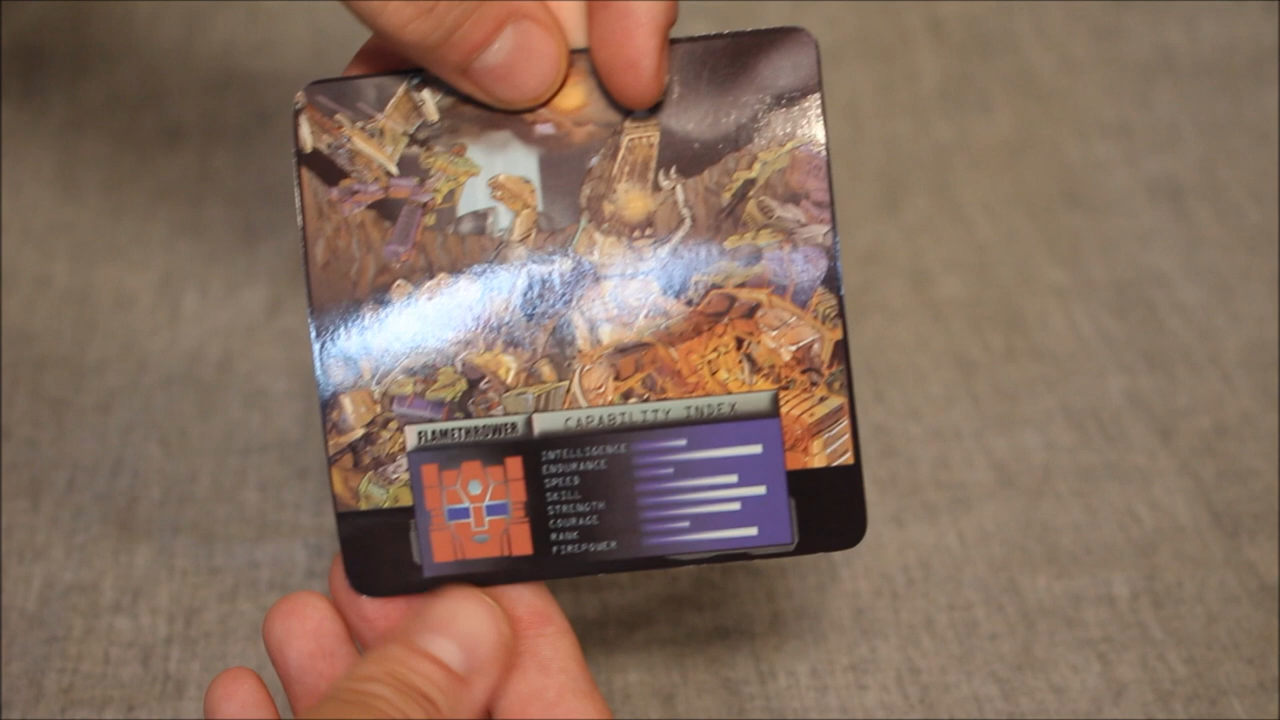 FLAMETHROWER
CAPABILITY INDEX
INTELLIGENCE
ENDURANCE
SPEED
SKILL
STRENGTH
COURAGE
RANK
FIREPOWER